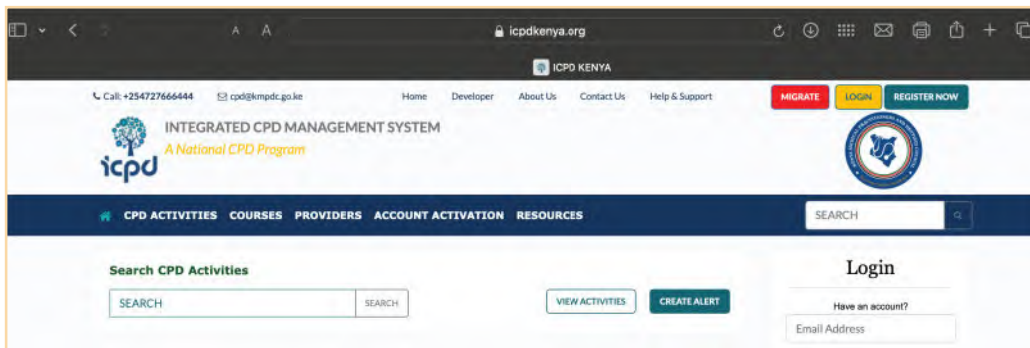 A A
icpdkenya.org
ICPD KENYA
Call: +254727666444 cpd@kmpdc.go.ke Home Developer About Us Contact Us Help & Support MIGRATE LOGIN REGISTER NOW
INTEGRATED CPD MANAGEMENT SYSTEM
A National CPD Program
icpd
CPD ACTIVITIES COURSES PROVIDERS ACCOUNT ACTIVATION RESOURCES SEARCH
Search CPD Activities
Login
SEARCH SEARCH VIEW ACTIVITIES CREATE ALERT
Have an account?
Email Address